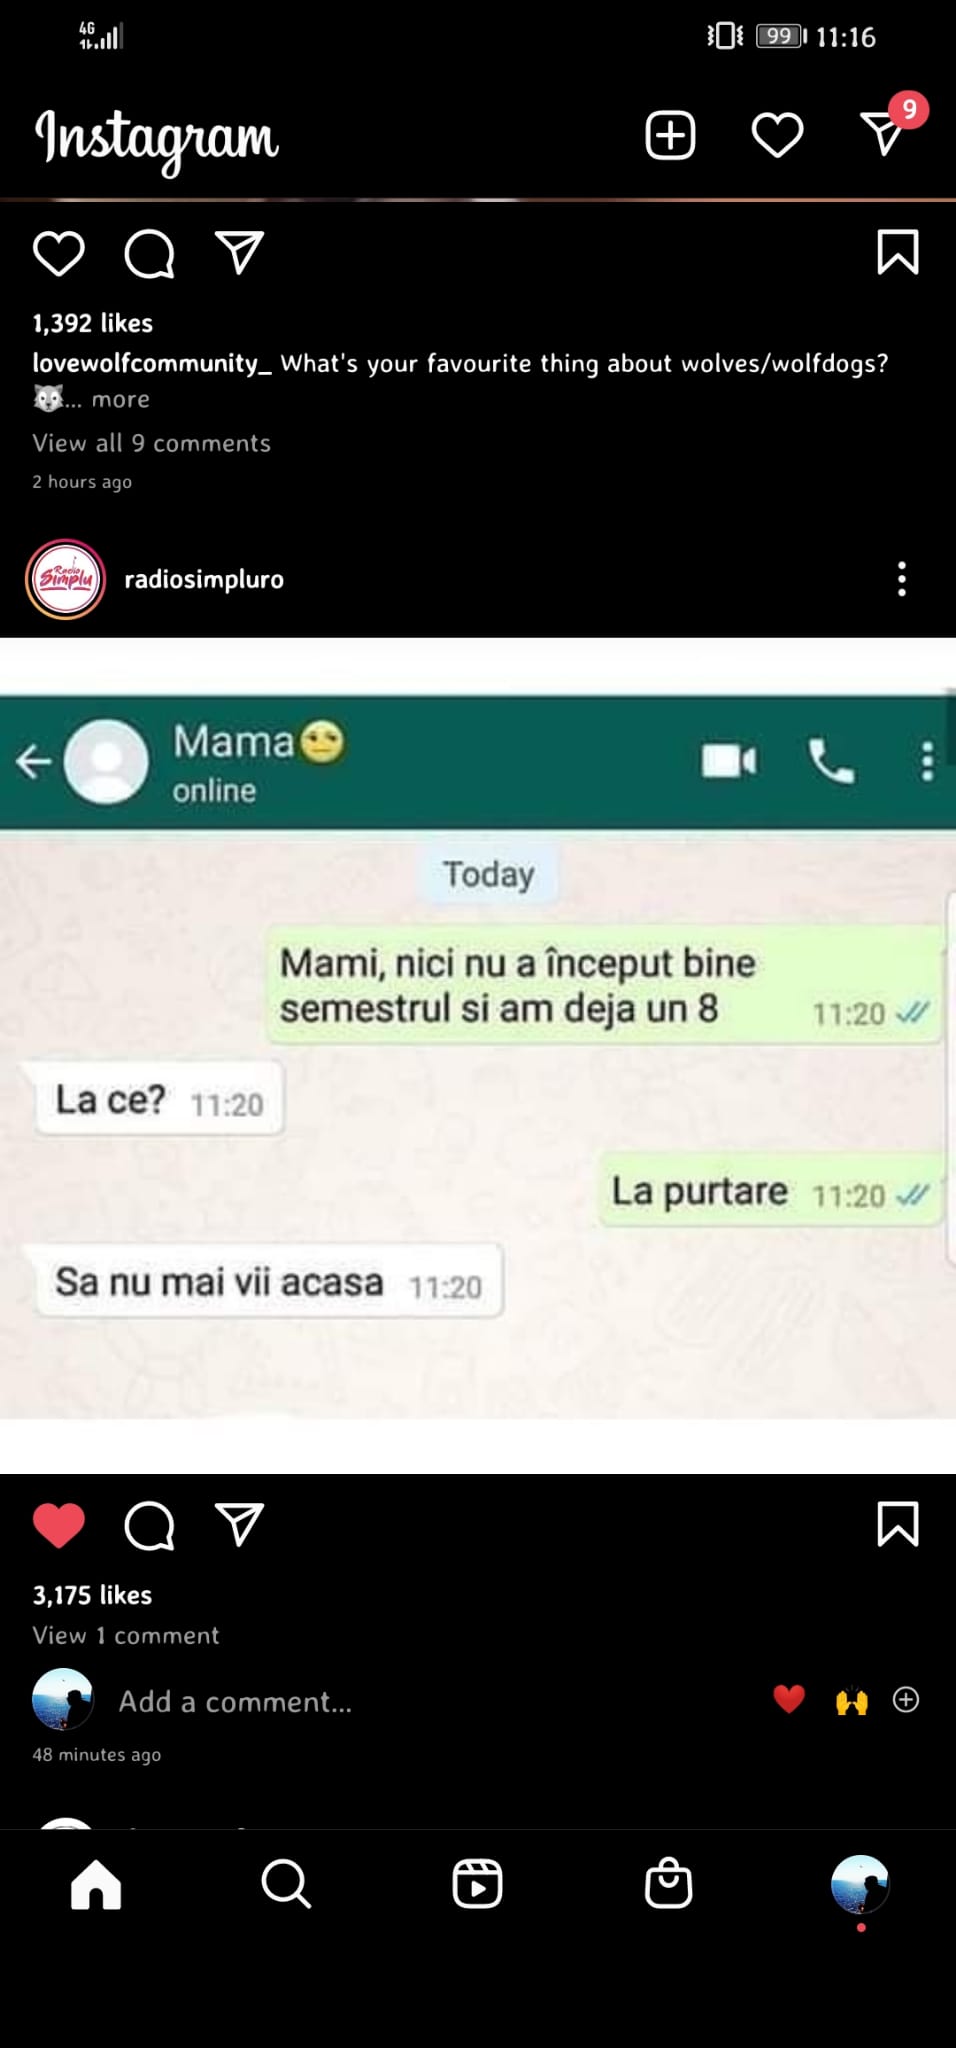 4G
99 11:16
Instagram
9
1,392 likes
lovewolfcommunity_ What's your favourite thing about wolves/wolfdogs?
🐺... more
View all 9 comments
2 hours ago
Radio
Simplu
radiosimpluro
Mama😒
online
Today
Mami, nici nu a început bine
semestrul si am deja un 8 11:20
La ce? 11:20
La purtare 11:20
Sa nu mai vii acasa 11:20
3,175 likes
View 1 comment
Add a comment...
48 minutes ago